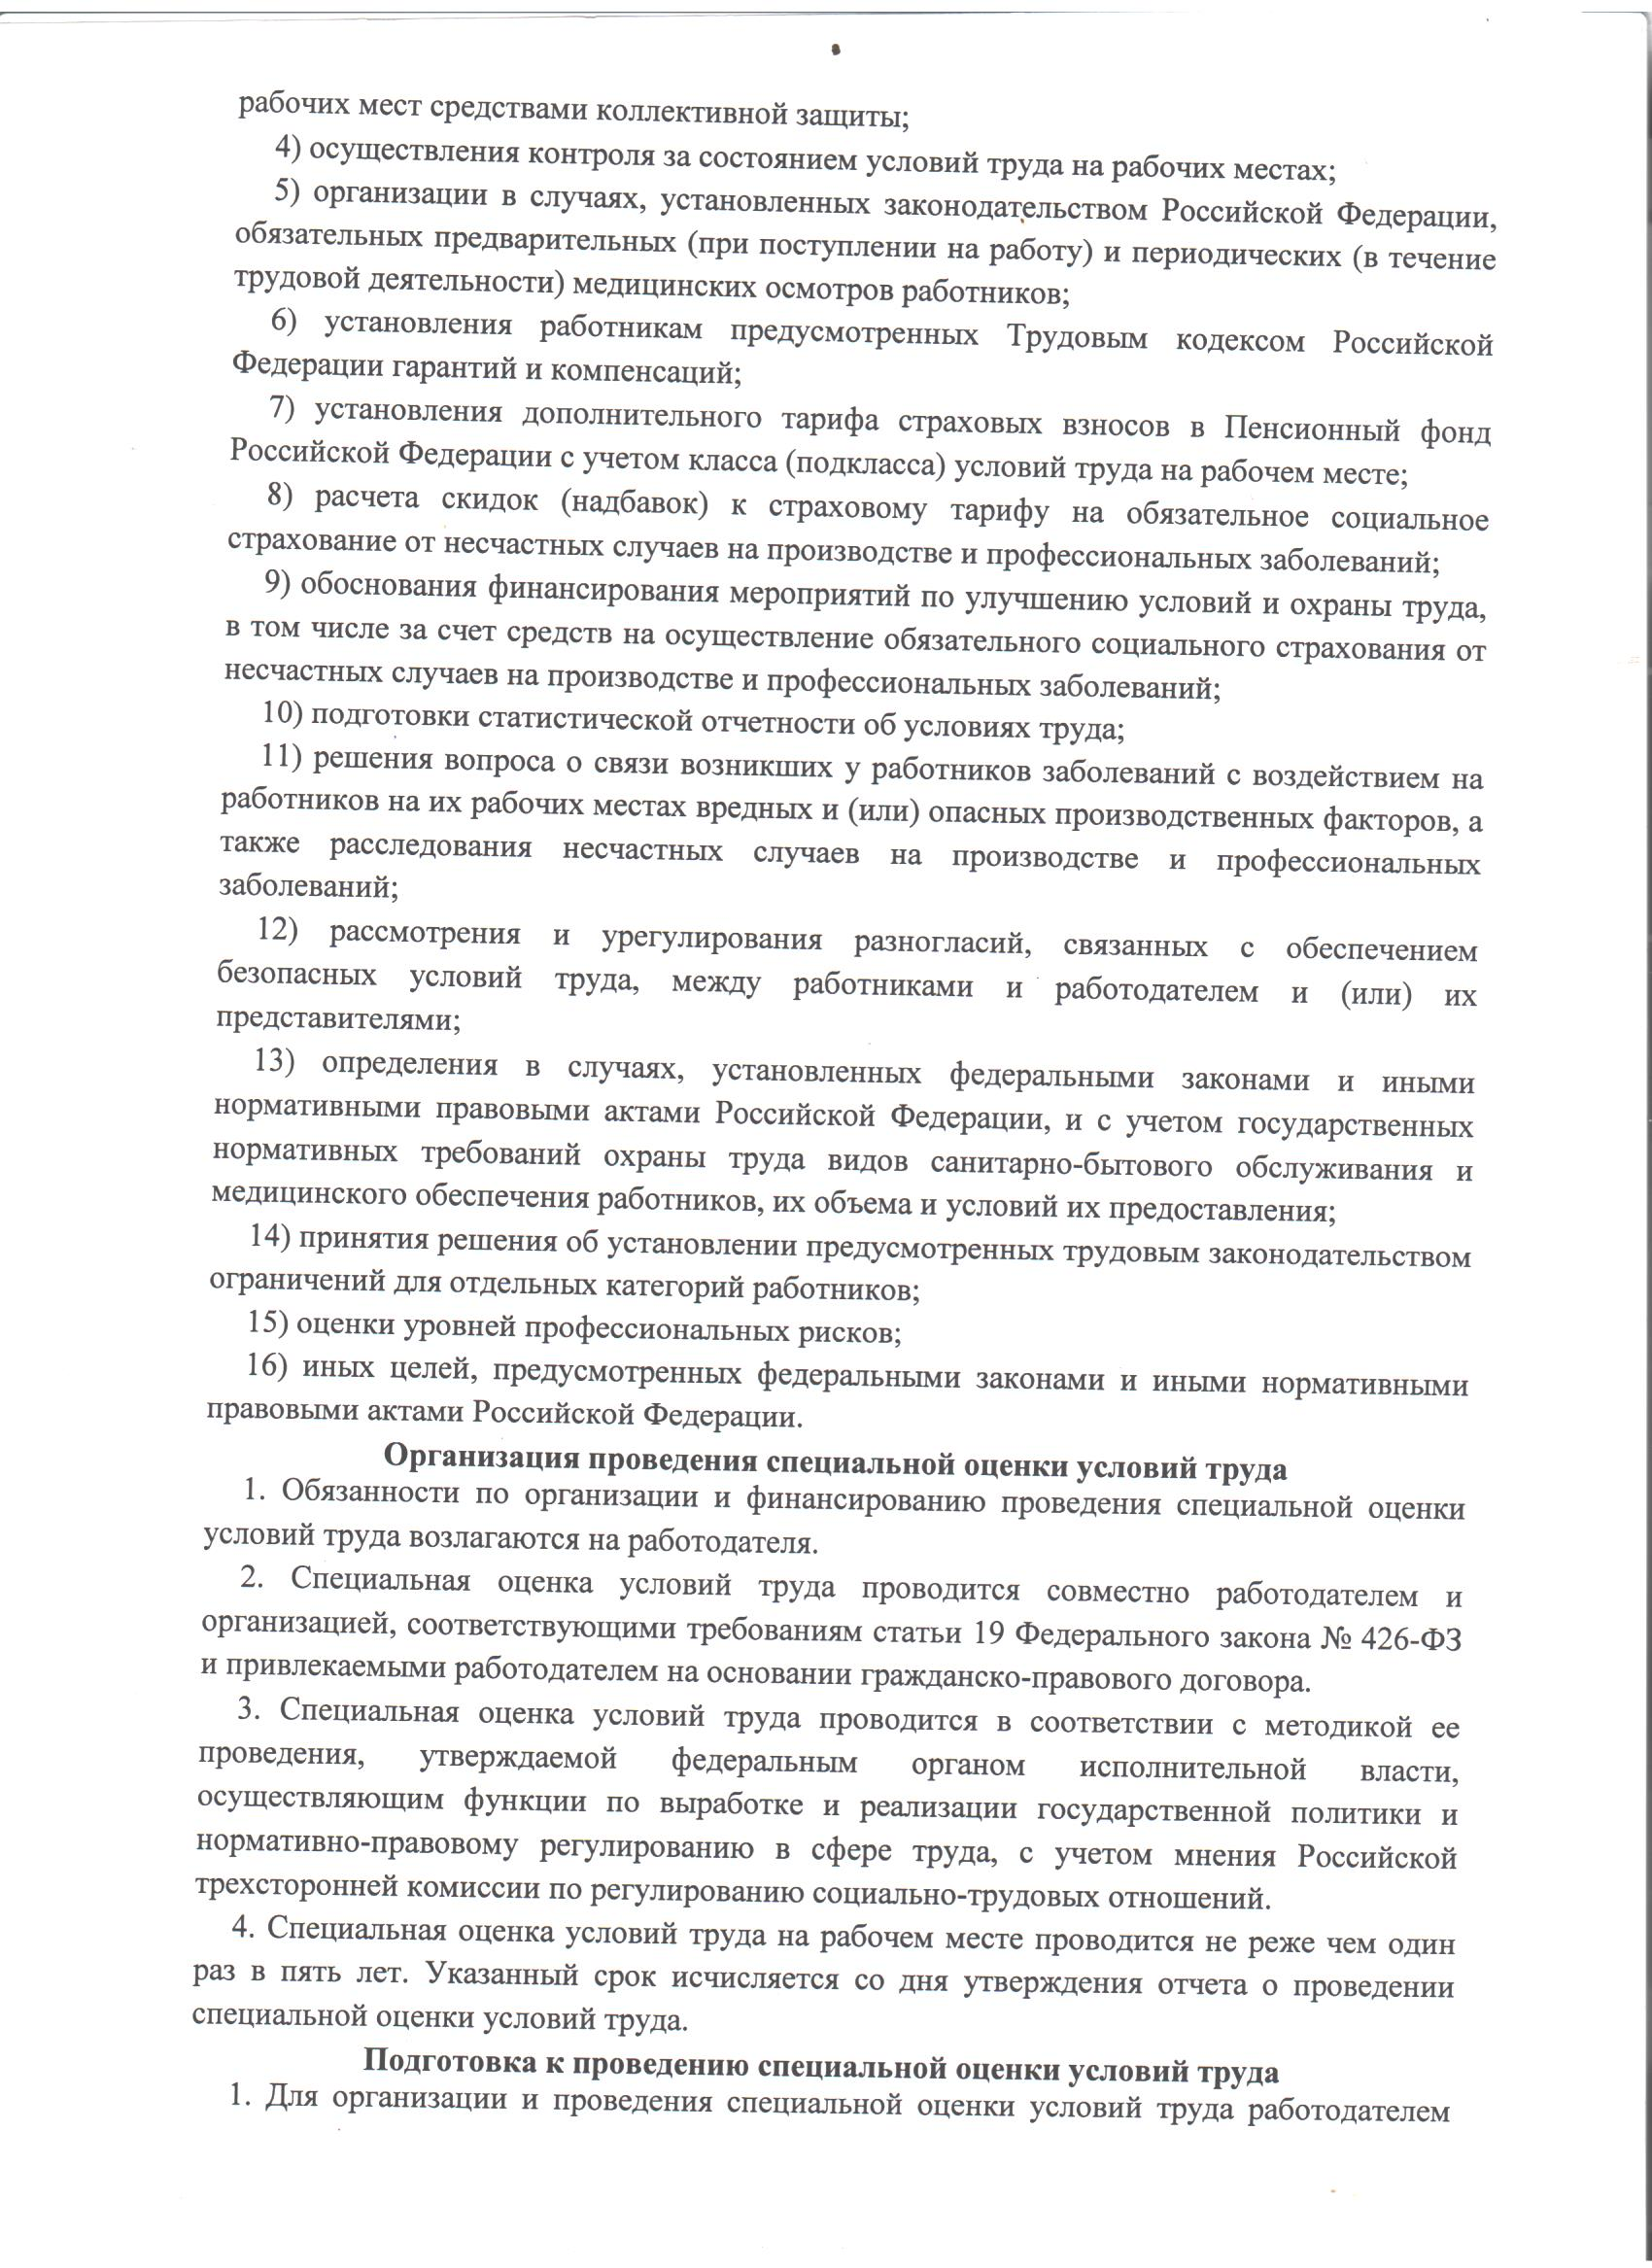 рабочих мест средствами коллективной защиты;
4) осуществления контроля за состоянием условий труда на рабочих местах;
5) организации в случаях, установленных законодательством Российской Федерации,
обязательных предварительных (при поступлении на работу) и периодических (в течение
трудовой деятельности) медицинских осмотров работников;
6) установления работникам предусмотренных Трудовым кодексом Российской
Федерации гарантий и компенсаций;
7) установления дополнительного тарифа страховых взносов в Пенсионный фонд
Российской Федерации с учетом класса (подкласса) условий труда на рабочем месте;
8) расчета скидок (надбавок) к страховому тарифу на обязательное социальное
страхование от несчастных случаев на производстве и профессиональных заболеваний;
9) обоснования финансирования мероприятий по улучшению условий и охраны труда,
в том числе за счет средств на осуществление обязательного социального страхования от
несчастных случаев на производстве и профессиональных заболеваний;
10) подготовки статистической отчетности об условиях труда;
11) решения вопроса о связи возникших у работников заболеваний с воздействием на
работников на их рабочих местах вредных и (или) опасных производственных факторов, а
также расследования несчастных случаев на производстве и профессиональных
заболеваний;
12) рассмотрения и урегулирования разногласий, связанных с обеспечением
безопасных условий труда, между работниками и работодателем и (или) их
представителями;
13) определения в случаях, установленных федеральными законами и иными
нормативными правовыми актами Российской Федерации, и с учетом государственных
нормативных требований охраны труда видов санитарно-бытового обслуживания и
медицинского обеспечения работников, их объема и условий их предоставления;
14) принятия решения об установлении предусмотренных трудовым законодательством
ограничений для отдельных категорий работников;
15) оценки уровней профессиональных рисков;
16) иных целей, предусмотренных федеральными законами и иными нормативными
правовыми актами Российской Федерации.
Организация проведения специальной оценки условий труда
1. Обязанности по организации и финансированию проведения специальной оценки
условий труда возлагаются на работодателя.
2. Специальная оценка условий труда проводится совместно работодателем и
организацией, соответствующими требованиям статьи 19 Федерального закона № 426-ФЗ
и привлекаемыми работодателем на основании гражданско-правового договора.
3. Специальная оценка условий труда проводится в соответствии с методикой ее
проведения, утверждаемой федеральным органом исполнительной власти,
осуществляющим функции по выработке и реализации государственной политики и
нормативно-правовому регулированию в сфере труда, с учетом мнения Российской
трехсторонней комиссии по регулированию социально-трудовых отношений.
4. Специальная оценка условий труда на рабочем месте проводится не реже чем один
раз в пять лет. Указанный срок исчисляется со дня утверждения отчета о проведении
специальной оценки условий труда.
Подготовка к проведению специальной оценки условий труда
1. Для организации и проведения специальной оценки условий труда работодателем